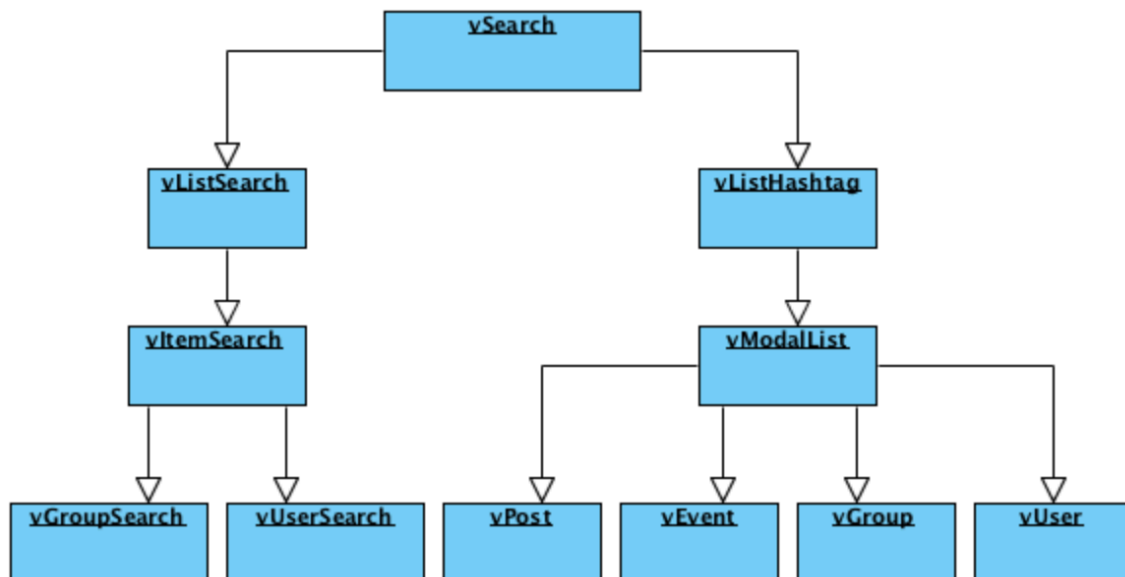 vSearch
vListSearch
vListHashtag
vItemSearch
vModalList
vGroupSearch
vUserSearch
vPost
vEvent
vGroup
vUser